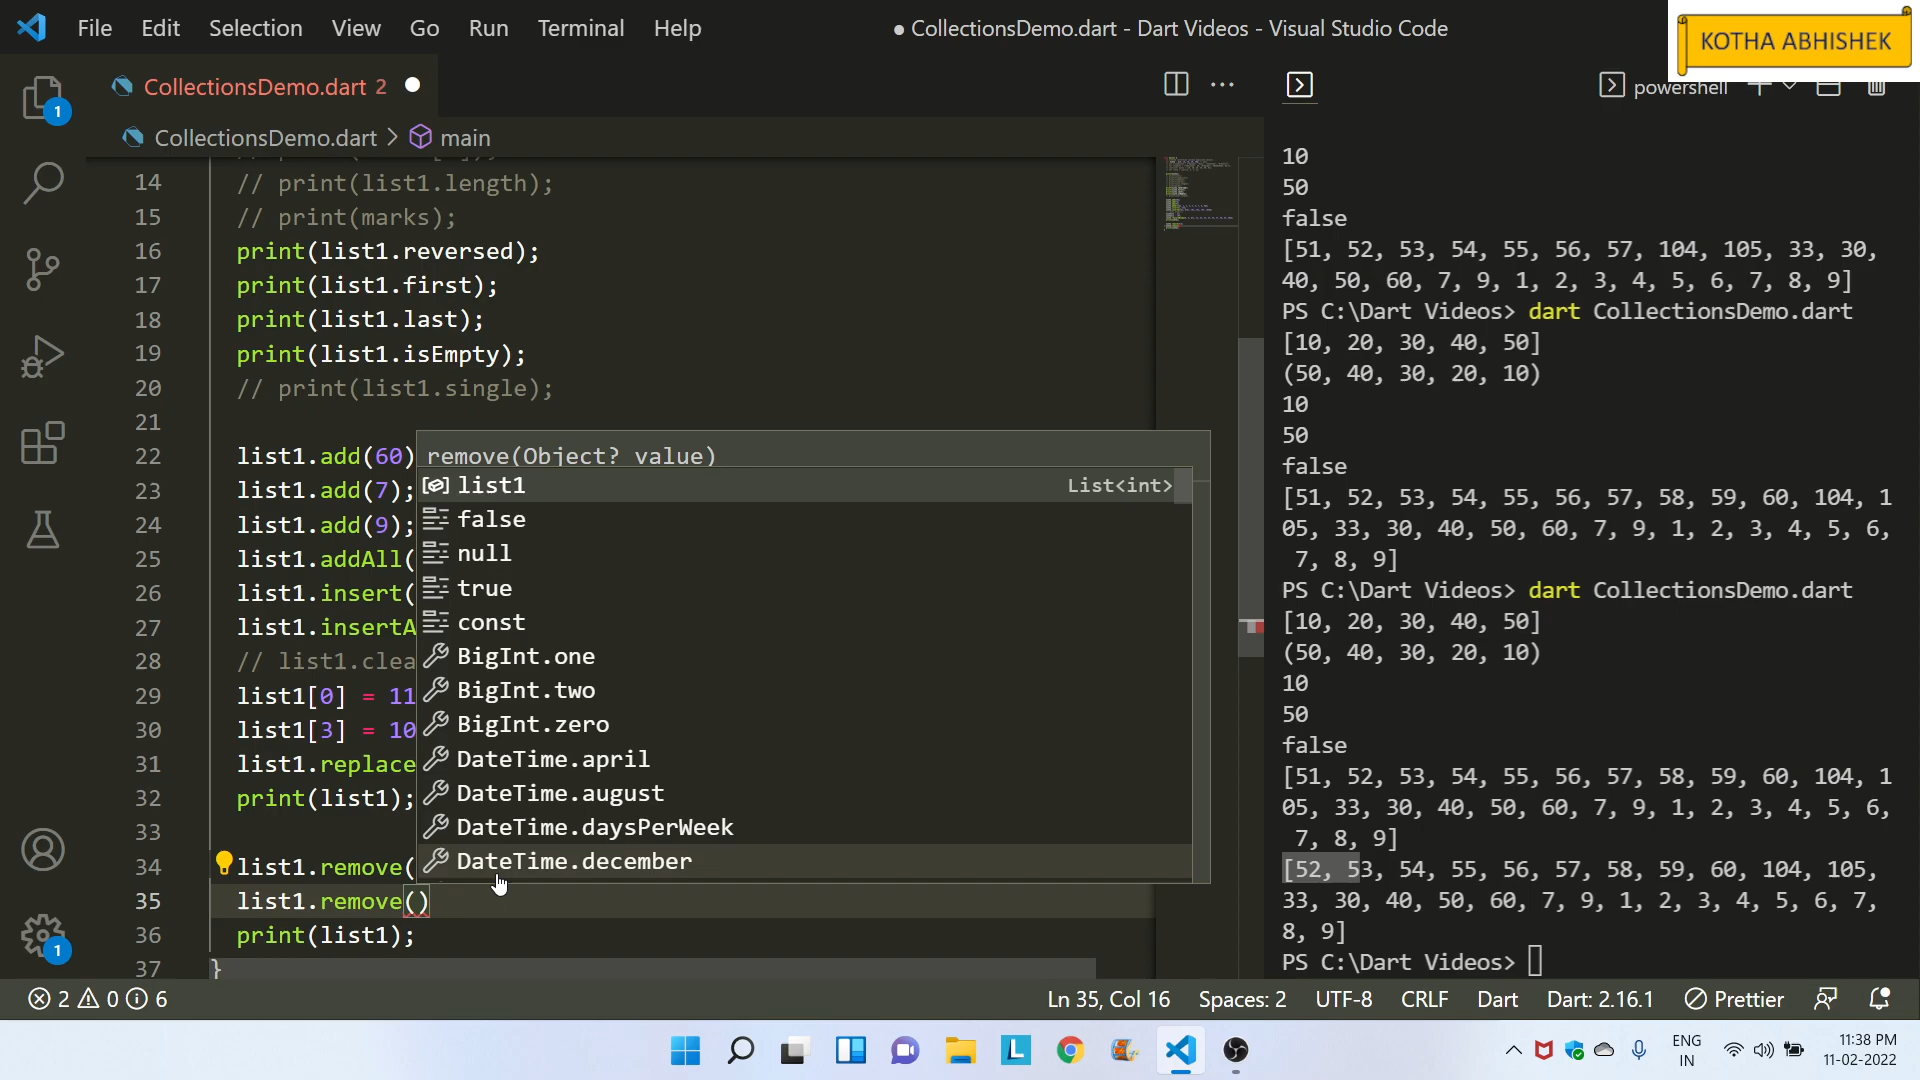 File Edit Selection View Go Run Terminal Help
● CollectionsDemo.dart - Dart Videos - Visual Studio Code
KOTHA ABHISHEK
CollectionsDemo.dart 2
powershell
CollectionsDemo.dart > main
14 // print(list1.length);
15 // print(marks);
16 print(list1.reversed);
17 print(list1.first);
18 print(list1.last);
19 print(list1.isEmpty);
20 // print(list1.single);
21
22 list1.add(60)
23 list1.add(7);
24 list1.add(9);
25 list1.addAll(
26 list1.insert(
27 list1.insertA
28 // list1.clea
29 list1[0] = 11
30 list1[3] = 10
31 list1.replace
32 print(list1);
33
34 list1.remove(
35 list1.remove()
36 print(list1);
37 }
remove(Object? value)
list1 List<int>
false
null
true
const
BigInt.one
BigInt.two
BigInt.zero
DateTime.april
DateTime.august
DateTime.daysPerWeek
DateTime.december
10
50
false
[51, 52, 53, 54, 55, 56, 57, 104, 105, 33, 30,
40, 50, 60, 7, 9, 1, 2, 3, 4, 5, 6, 7, 8, 9]
PS C:\Dart Videos> dart CollectionsDemo.dart
[10, 20, 30, 40, 50]
(50, 40, 30, 20, 10)
10
50
false
[51, 52, 53, 54, 55, 56, 57, 58, 59, 60, 104, 1
05, 33, 30, 40, 50, 60, 7, 9, 1, 2, 3, 4, 5, 6,
7, 8, 9]
PS C:\Dart Videos> dart CollectionsDemo.dart
[10, 20, 30, 40, 50]
(50, 40, 30, 20, 10)
10
50
false
[51, 52, 53, 54, 55, 56, 57, 58, 59, 60, 104, 1
05, 33, 30, 40, 50, 60, 7, 9, 1, 2, 3, 4, 5, 6,
7, 8, 9]
[52, 53, 54, 55, 56, 57, 58, 59, 60, 104, 105,
33, 30, 40, 50, 60, 7, 9, 1, 2, 3, 4, 5, 6, 7,
8, 9]
PS C:\Dart Videos>
1
1
2 0 6
Ln 35, Col 16 Spaces: 2 UTF-8 CRLF Dart Dart: 2.16.1 Prettier
L
ENG
IN
11:38 PM
11-02-2022